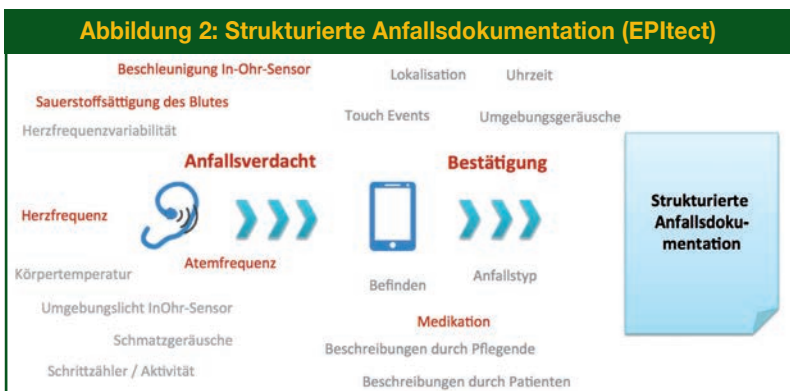 Abbildung 2: Strukturierte Anfallsdokumentation (EPItect)
Beschleunigung In-Ohr-Sensor
Lokalisation
Uhrzeit
Sauerstoffsättigung des Blutes
Herzfrequenzvariabilität
Touch Events
Umgebungsgeräusche
Anfallsverdacht
Bestätigung
Herzfrequenz
Atemfrequenz
Strukturierte
Anfallsdoku-
mentation
Körpertemperatur
Befinden
Anfallstyp
Umgebungslicht InOhr-Sensor
Medikation
Schmatzgeräusche
Beschreibungen durch Pflegende
Schrittzähler / Aktivität
Beschreibungen durch Patienten